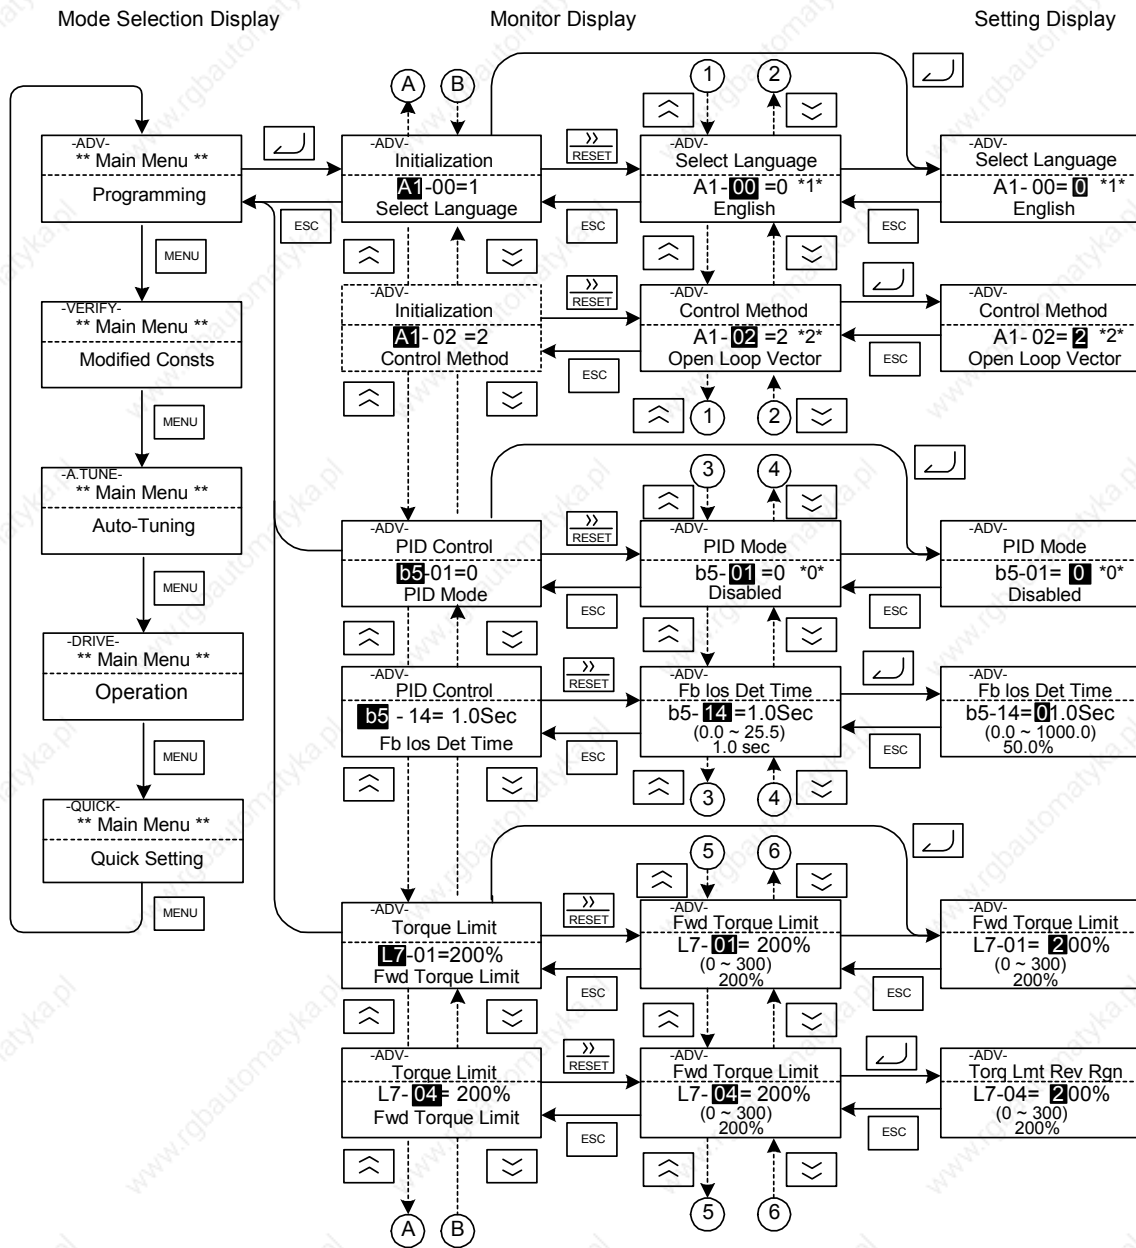 Mode Selection Display
Monitor Display
Setting Display
A
B
1
2
-ADV-
** Main Menu **
Programming
-ADV-
Initialization
A1-00=1
Select Language
RESET
-ADV-
Select Language
A1-00 =0 *1*
English
-ADV-
Select Language
A1- 00= 0 *1*
English
ESC
ESC
ESC
MENU
-VERIFY-
** Main Menu **
Modified Consts
-ADV-
Initialization
A1- 02 =2
Control Method
RESET
-ADV-
Control Method
A1-02 =2 *2*
Open Loop Vector
-ADV-
Control Method
A1- 02= 2 *2*
Open Loop Vector
ESC
ESC
1
2
MENU
-A.TUNE-
** Main Menu **
Auto-Tuning
3
4
-ADV-
PID Control
b5-01=0
PID Mode
RESET
-ADV-
PID Mode
b5-01 =0 *0*
Disabled
-ADV-
PID Mode
b5-01= 0 *0*
Disabled
ESC
ESC
MENU
-DRIVE-
** Main Menu **
Operation
-ADV-
PID Control
b5 - 14= 1.0Sec
Fb los Det Time
RESET
-ADV-
Fb los Det Time
b5- 14 =1.0Sec
(0.0 ~ 25.5)
1.0 sec
-ADV-
Fb los Det Time
b5-14=01.0Sec
(0.0 ~ 1000.0)
50.0%
ESC
ESC
3
4
MENU
-QUICK-
** Main Menu **
Quick Setting
MENU
5
6
-ADV-
Torque Limit
L7-01=200%
Fwd Torque Limit
RESET
-ADV-
Fwd Torque Limit
L7- 01= 200%
(0 ~ 300)
200%
-ADV-
Fwd Torque Limit
L7-01= 200%
(0 ~ 300)
200%
ESC
ESC
-ADV-
Torque Limit
L7- 04= 200%
Fwd Torque Limit
RESET
-ADV-
Fwd Torque Limit
L7- 04= 200%
(0 ~ 300)
200%
-ADV-
Torq Lmt Rev Rgn
L7-04= 200%
(0 ~ 300)
200%
ESC
ESC
A
B
5
6
www.rgbautomatyka.pl